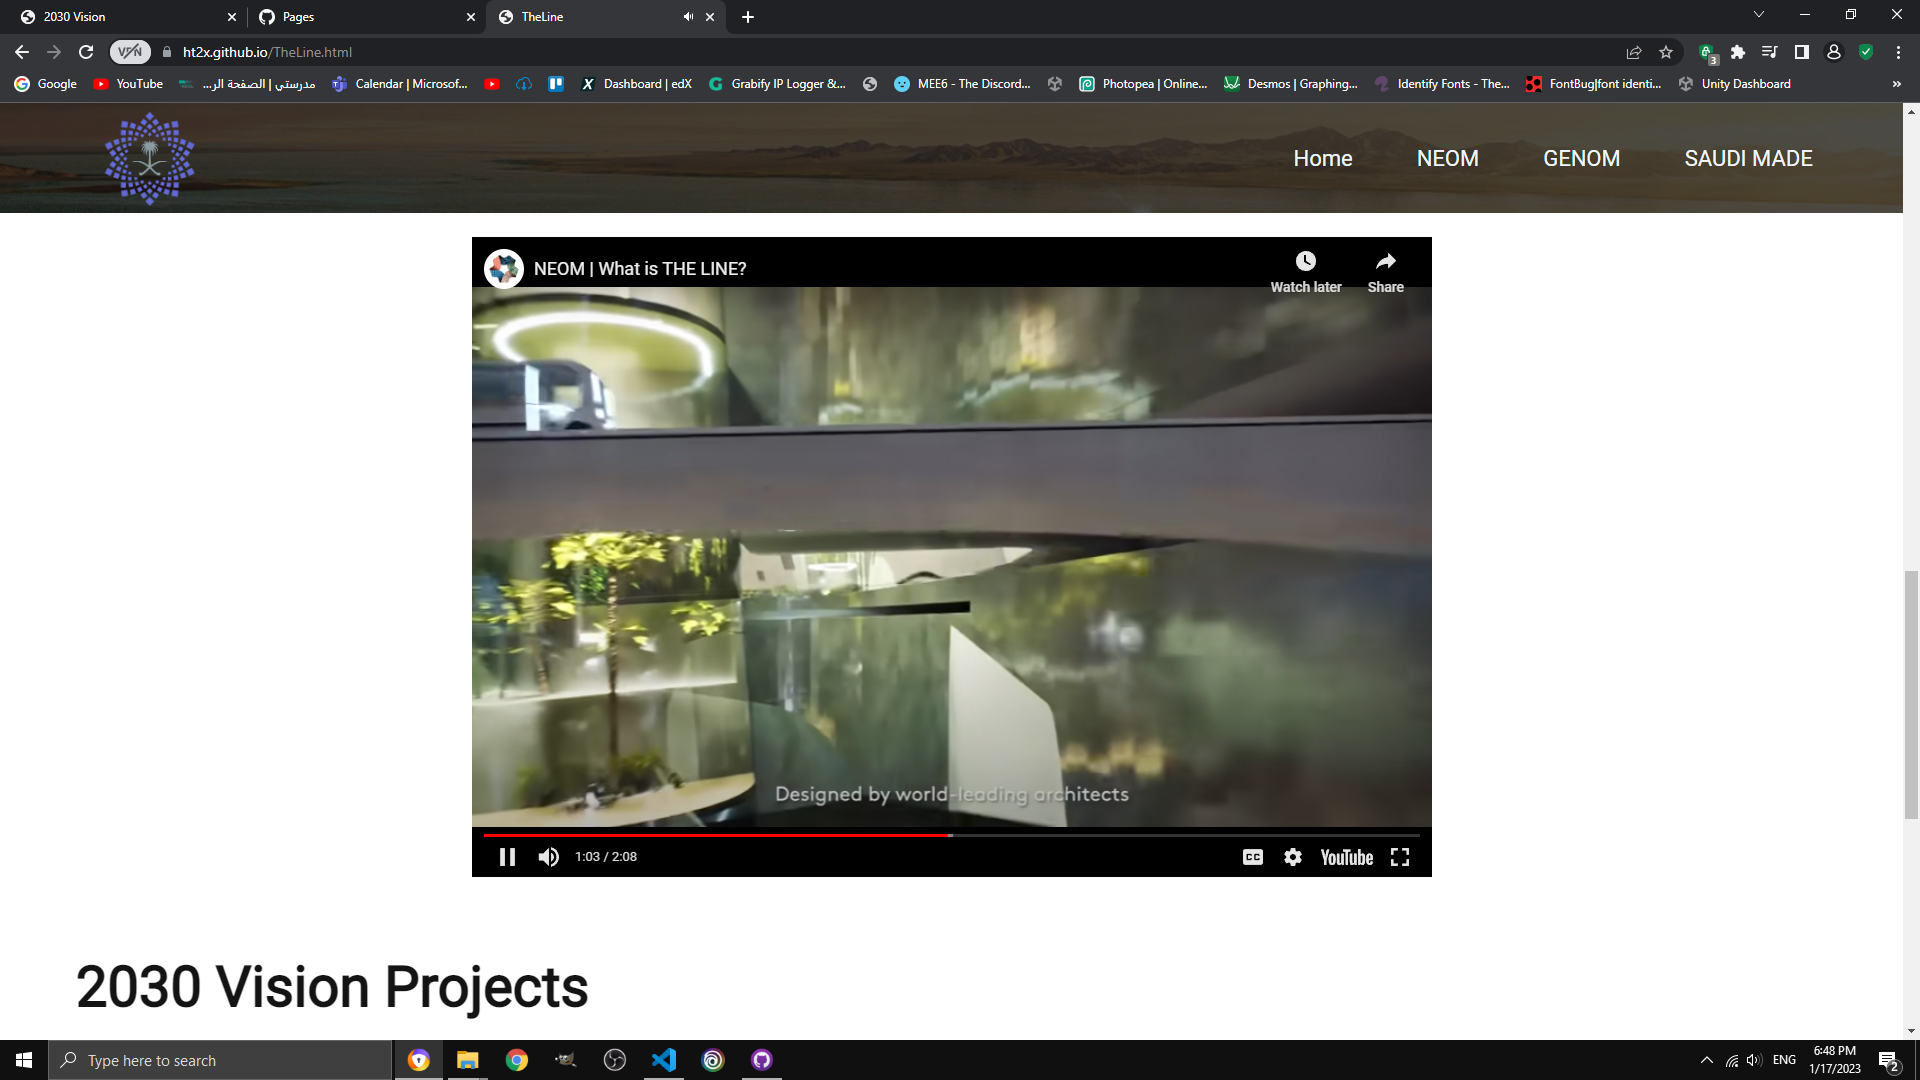 2030 Vision
Pages
TheLine
VPN
ht2x.github.io/TheLine.html
3
Google
YouTube
مدرستي | الصفحة الر...
Calendar | Microsof...
Dashboard | edX
Grabify IP Logger &...
MEE6 - The Discord...
Photopea | Online...
Desmos | Graphing...
Identify Fonts - The...
FontBug|font identi...
Unity Dashboard
»
Home
NEOM
GENOM
SAUDI MADE
NEOM | What is THE LINE?
Watch later
Share
Designed by world-leading architects
1:03 / 2:08
CC
YouTube
2030 Vision Projects
Type here to search
ENG
6:48 PM
1/17/2023
2